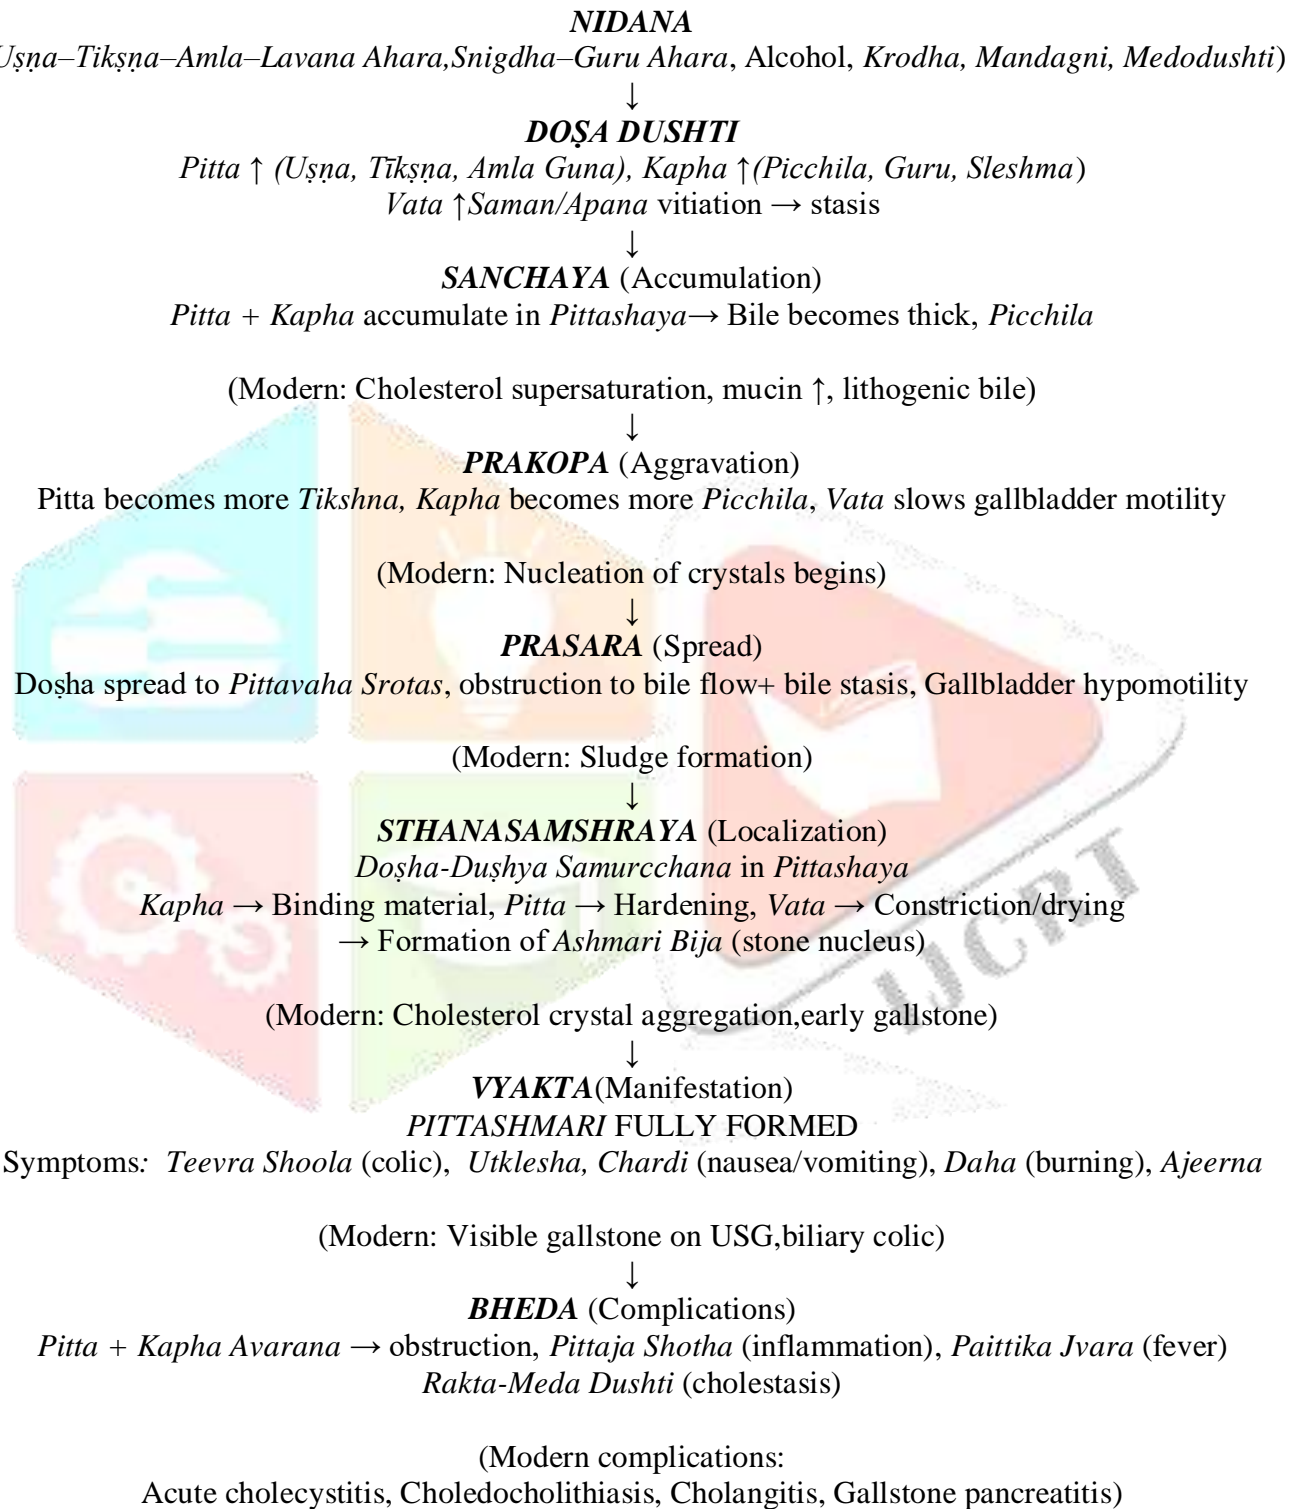 NIDANA
Uṣṇa–Tikṣṇa–Amla–Lavana Ahara,Snigdha–Guru Ahara, Alcohol, Krodha, Mandagni, Medodushti)
↓
DOṢA DUSHTI
Pitta ↑ (Uṣṇa, Tīkṣṇa, Amla Guna), Kapha ↑(Picchila, Guru, Sleshma)
Vata ↑Saman/Apana vitiation → stasis
↓
SANCHAYA (Accumulation)
Pitta + Kapha accumulate in Pittashaya→ Bile becomes thick, Picchila
(Modern: Cholesterol supersaturation, mucin ↑, lithogenic bile)
↓
PRAKOPA (Aggravation)
Pitta becomes more Tikshna, Kapha becomes more Picchila, Vata slows gallbladder motility
(Modern: Nucleation of crystals begins)
↓
PRASARA (Spread)
Doṣha spread to Pittavaha Srotas, obstruction to bile flow+ bile stasis, Gallbladder hypomotility
(Modern: Sludge formation)
↓
STHANASAMSHRAYA (Localization)
Doṣha-Duṣhya Samurcchana in Pittashaya
Kapha → Binding material, Pitta → Hardening, Vata → Constriction/drying
→ Formation of Ashmari Bija (stone nucleus)
IJCRT
(Modern: Cholesterol crystal aggregation,early gallstone)
↓
VYAKTA(Manifestation)
PITTASHMARI FULLY FORMED
Symptoms: Teevra Shoola (colic), Utklesha, Chardi (nausea/vomiting), Daha (burning), Ajeerna
(Modern: Visible gallstone on USG,biliary colic)
↓
BHEDA (Complications)
Pitta + Kapha Avarana → obstruction, Pittaja Shotha (inflammation), Paittika Jvara (fever)
Rakta-Meda Dushti (cholestasis)
(Modern complications:
Acute cholecystitis, Choledocholithiasis, Cholangitis, Gallstone pancreatitis)